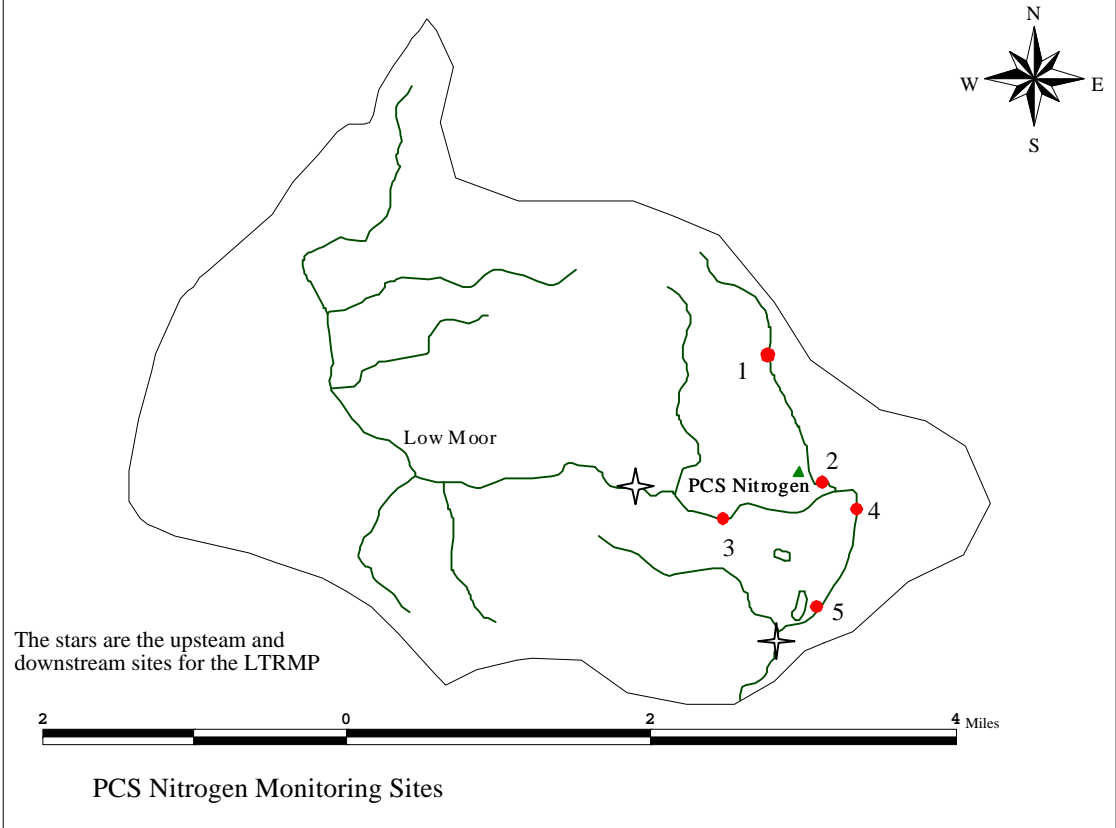 N
W
E
S
1
Low Moor
2
PCS Nitrogen
4
3
5
The stars are the upsteam and
downstream sites for the LTRMP
2 0 2 4 Miles
PCS Nitrogen Monitoring Sites